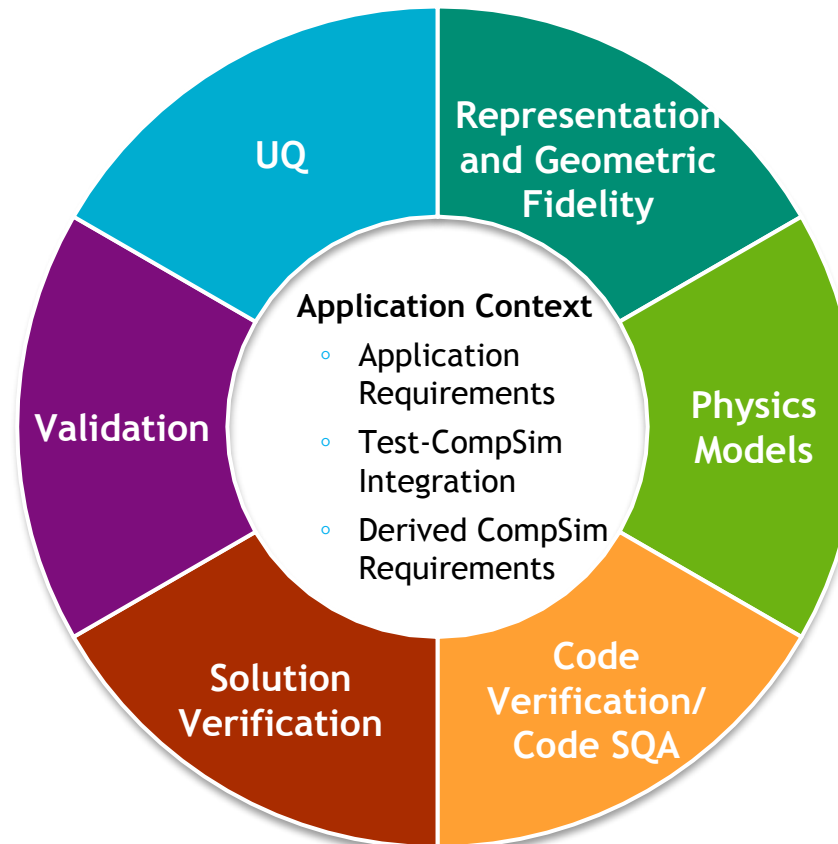 UQ
Representation
and Geometric
Fidelity
Application Context
◦ Application
Requirements
◦ Test-CompSim
Integration
◦ Derived CompSim
Requirements
Validation
Physics
Models
Solution
Verification
Code
Verification/
Code SQA